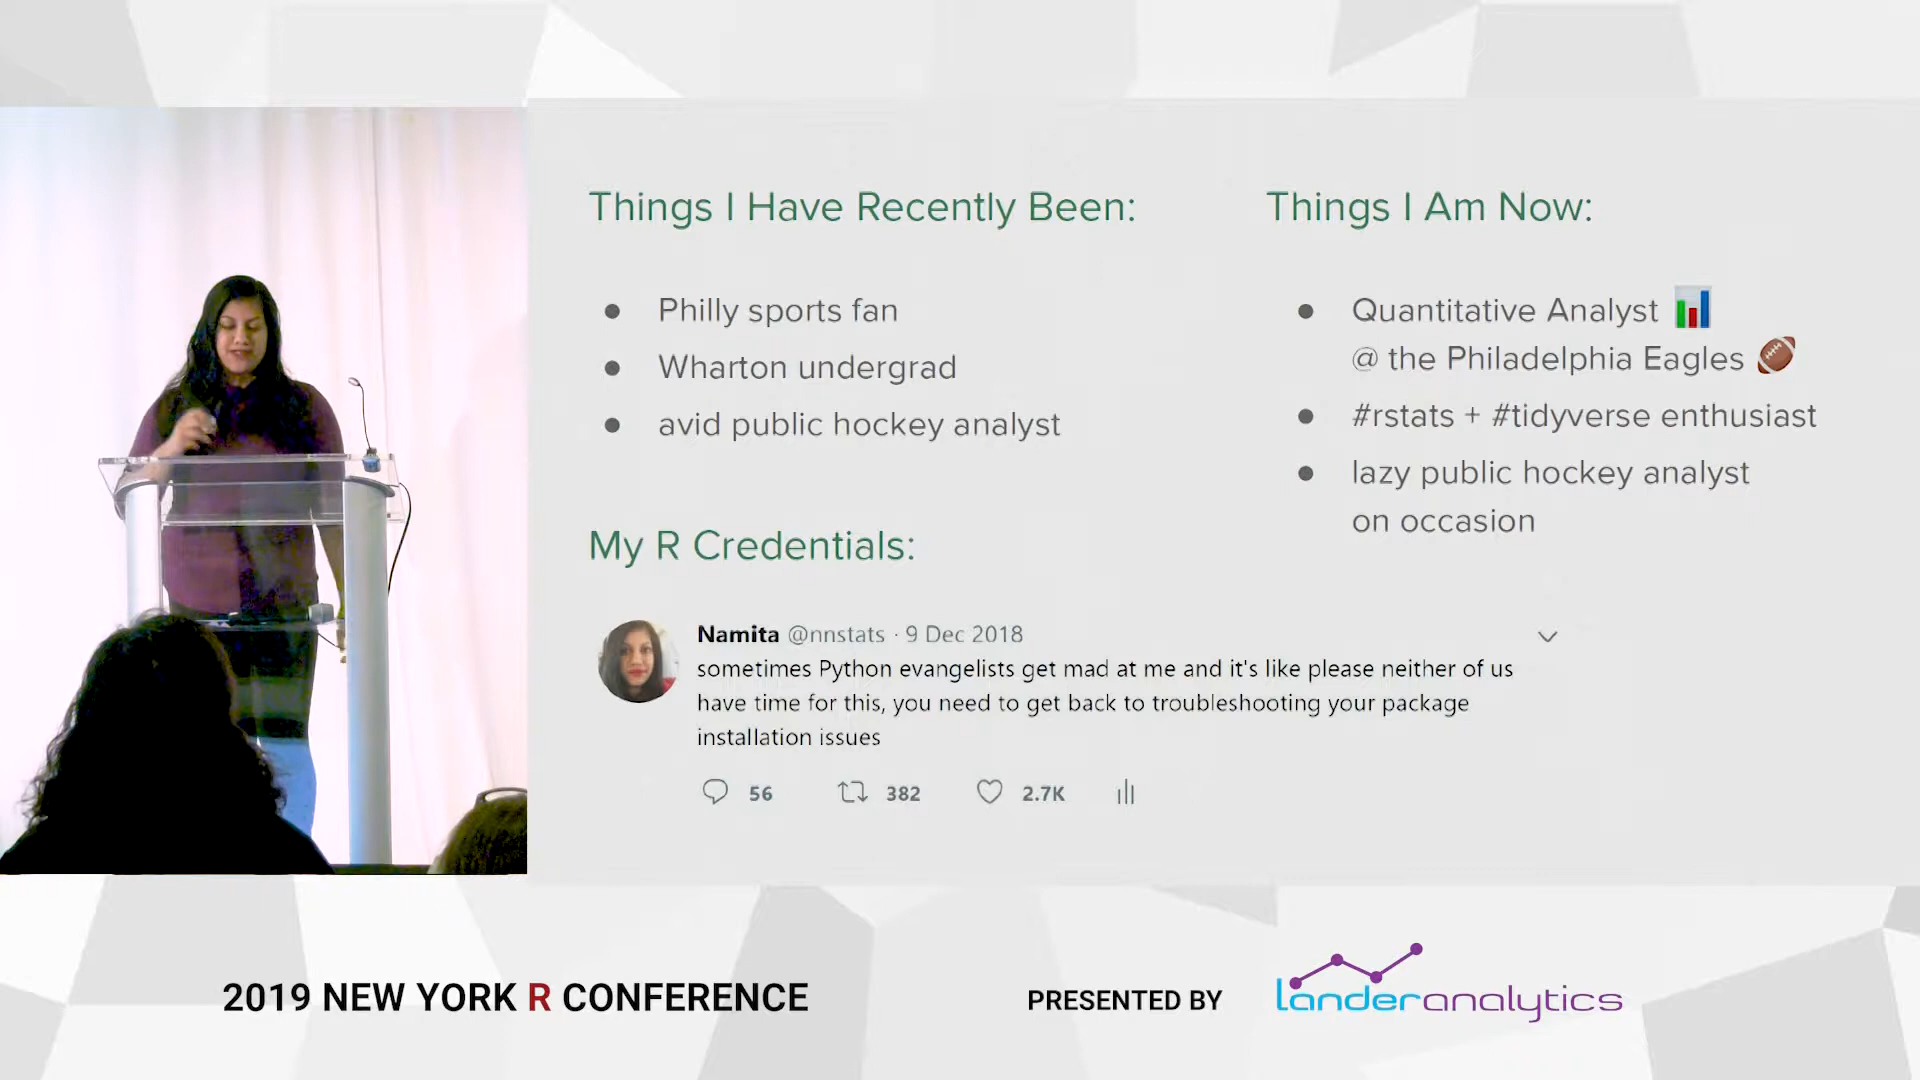 Things I Have Recently Been:
● Philly sports fan
● Wharton undergrad
● avid public hockey analyst
Things I Am Now:
● Quantitative Analyst
@ the Philadelphia Eagles
● #rstats + #tidyverse enthusiast
● lazy public hockey analyst
on occasion
My R Credentials:
Namita @nnstats · 9 Dec 2018
sometimes Python evangelists get mad at me and it's like please neither of us
have time for this, you need to get back to troubleshooting your package
installation issues
56 382 2.7K
2019 NEW YORK R CONFERENCE
PRESENTED BY
landeranalytics